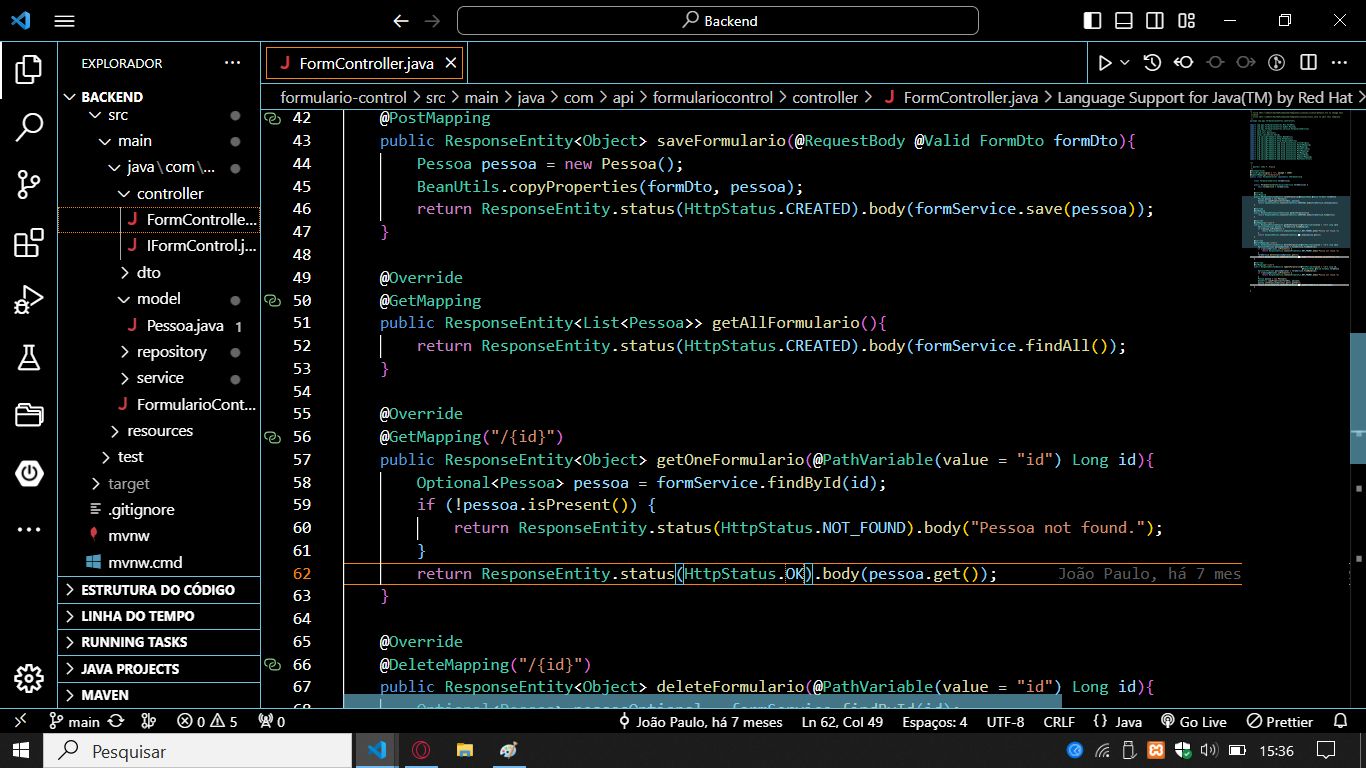 Backend
EXPLORADOR ...
BACKEND
src
main
java\com\...
controller
FormControlle...
IFormControl.j...
dto
model
Pessoa.java 1
repository
service
FormularioCont...
resources
test
target
.gitignore
mvnw
mvnw.cmd
ESTRUTURA DO CÓDIGO
LINHA DO TEMPO
RUNNING TASKS
JAVA PROJECTS
MAVEN
FormController.java
formulario-control > src > main > java > com > api > formulariocontrol > controller > FormController.java > Language Support for Java(TM) by Red Hat >
42 @PostMapping
43 public ResponseEntity<Object> saveFormulario(@RequestBody @Valid FormDto formDto){
44 Pessoa pessoa = new Pessoa();
45 BeanUtils.copyProperties(formDto, pessoa);
46 return ResponseEntity.status(HttpStatus.CREATED).body(formService.save(pessoa));
47 }
48
49 @Override
50 @GetMapping
51 public ResponseEntity<List<Pessoa>> getAllFormulario(){
52 return ResponseEntity.status(HttpStatus.CREATED).body(formService.findAll());
53 }
54
55 @Override
56 @GetMapping("/{id}")
57 public ResponseEntity<Object> getOneFormulario(@PathVariable(value = "id") Long id){
58 Optional<Pessoa> pessoa = formService.findById(id);
59 if (!pessoa.isPresent()) {
60 return ResponseEntity.status(HttpStatus.NOT_FOUND).body("Pessoa not found.");
61 }
62 return ResponseEntity.status(HttpStatus.OK).body(pessoa.get()); João Paulo, há 7 mes
63 }
64
65 @Override
66 @DeleteMapping("/{id}")
67 public ResponseEntity<Object> deleteFormulario(@PathVariable(value = "id") Long id){
main 0 5 0 João Paulo, há 7 meses Ln 62, Col 49 Espaços: 4 UTF-8 CRLF {} Java Go Live Prettier
Pesquisar 15:36